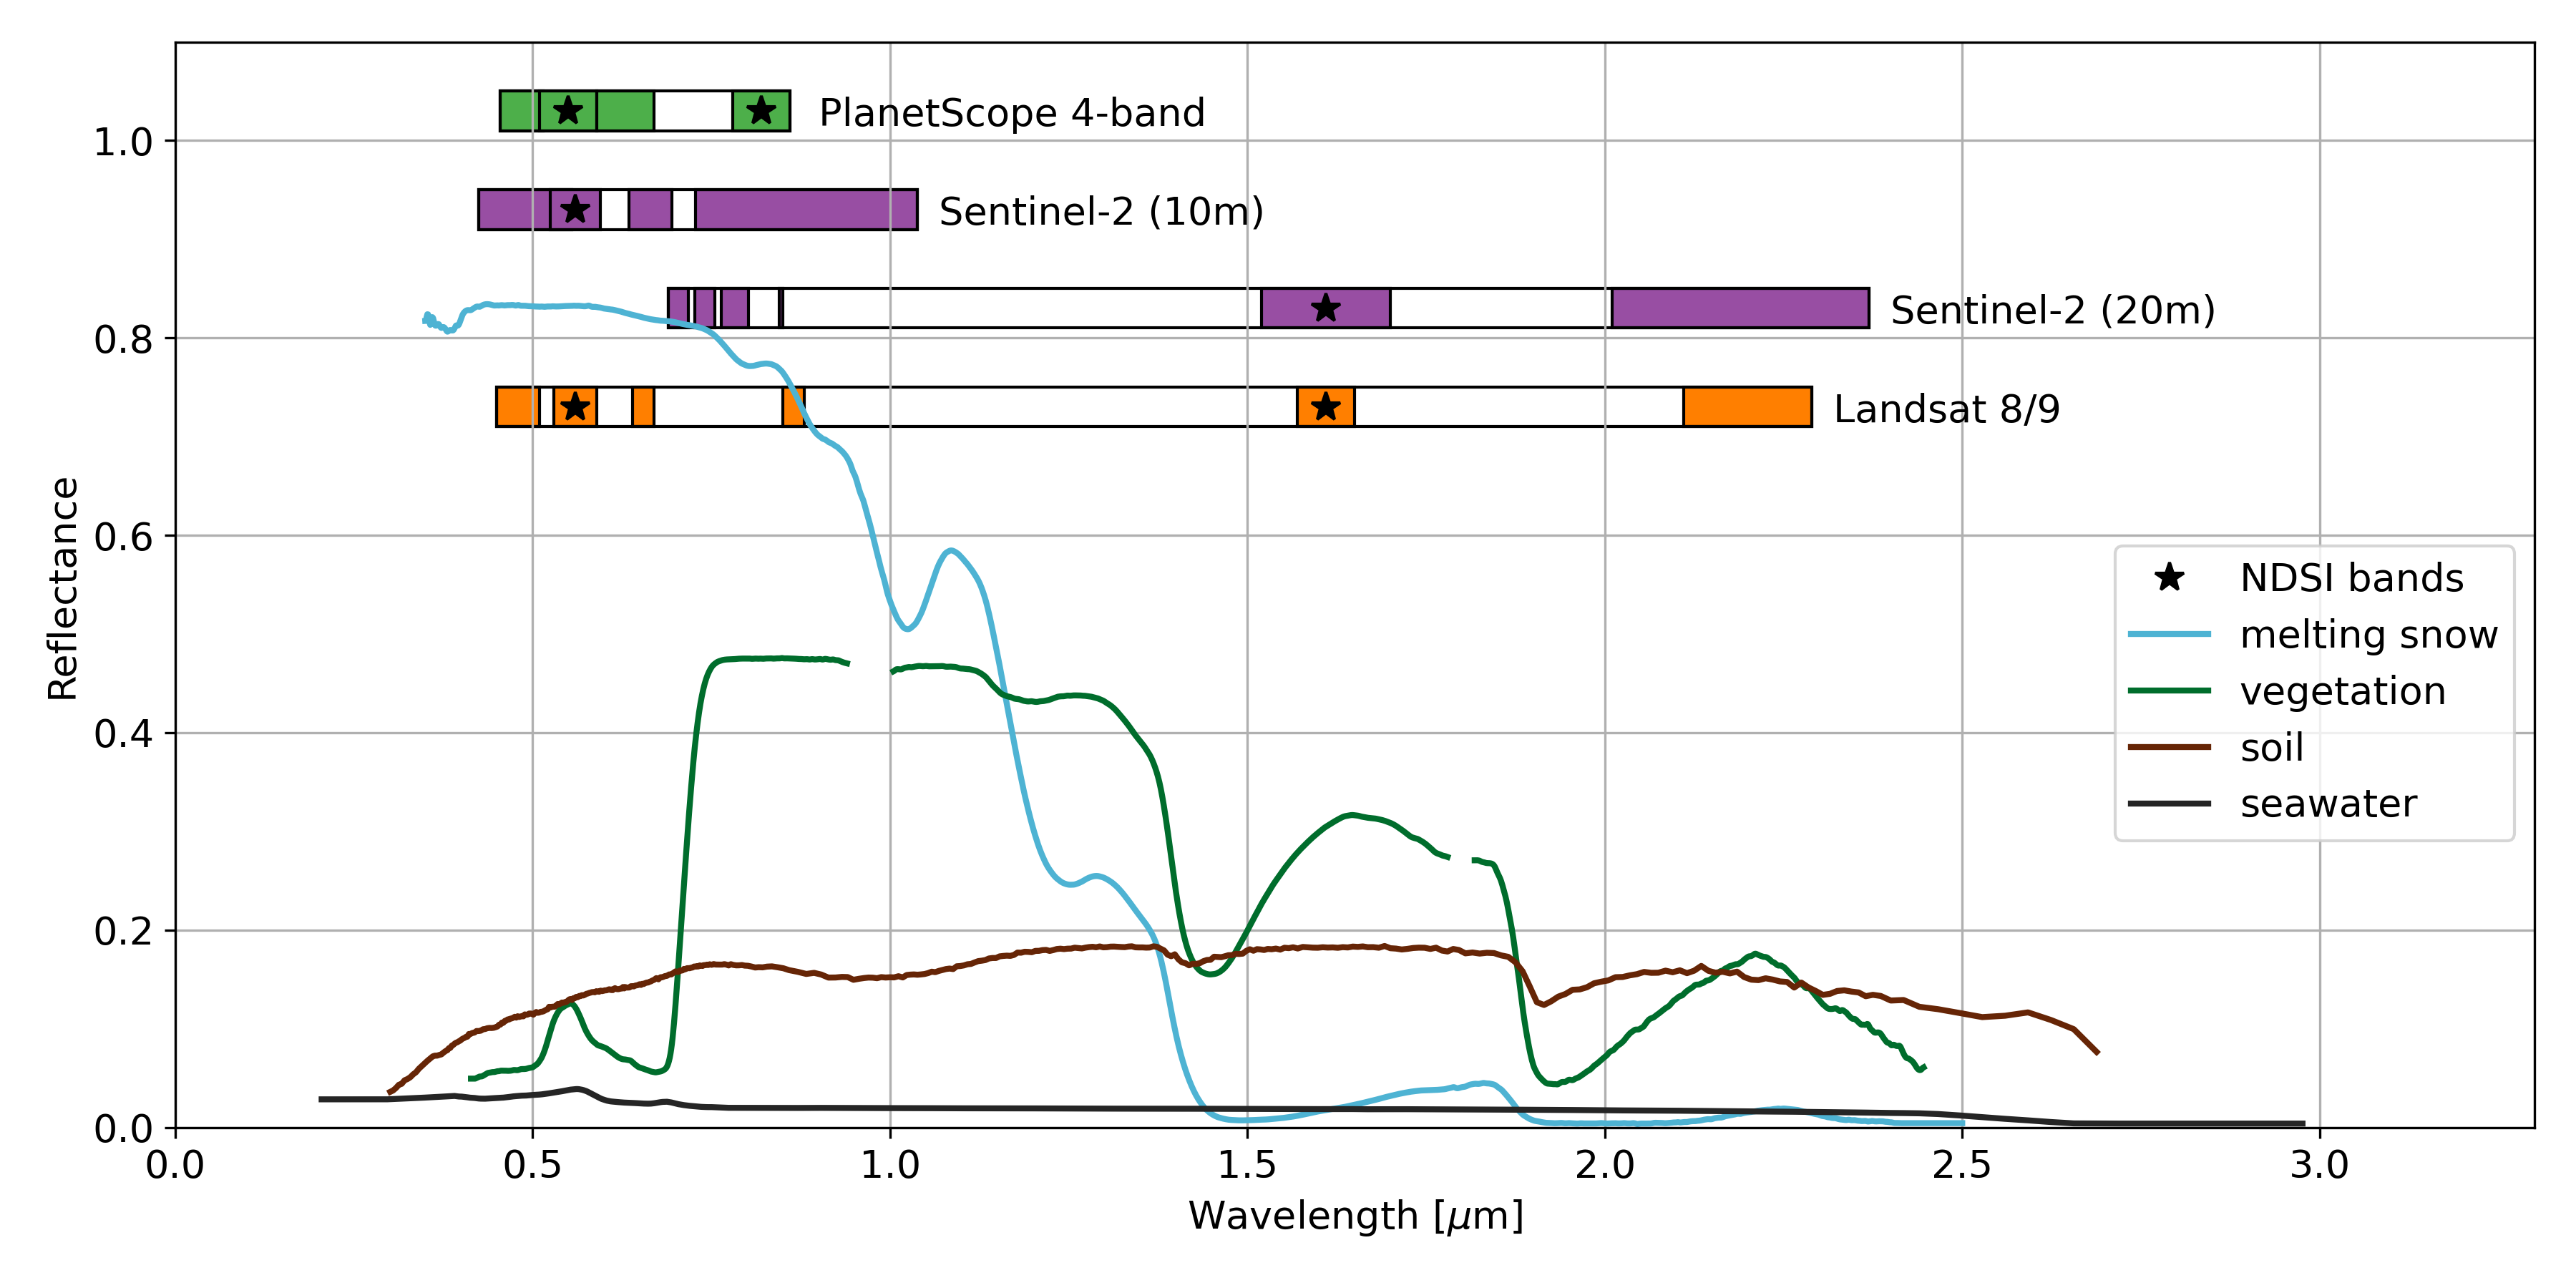 PlanetScope 4-band
1.0
Sentinel-2 (10m)
Sentinel-2 (20m)
0.8
Landsat 8/9
0.6
NDSI bands
melting snow
vegetation
soil
seawater
Reflectance
0.4
0.2
0.0
0.0 0.5 1.0 1.5 2.0 2.5 3.0
Wavelength [μm]